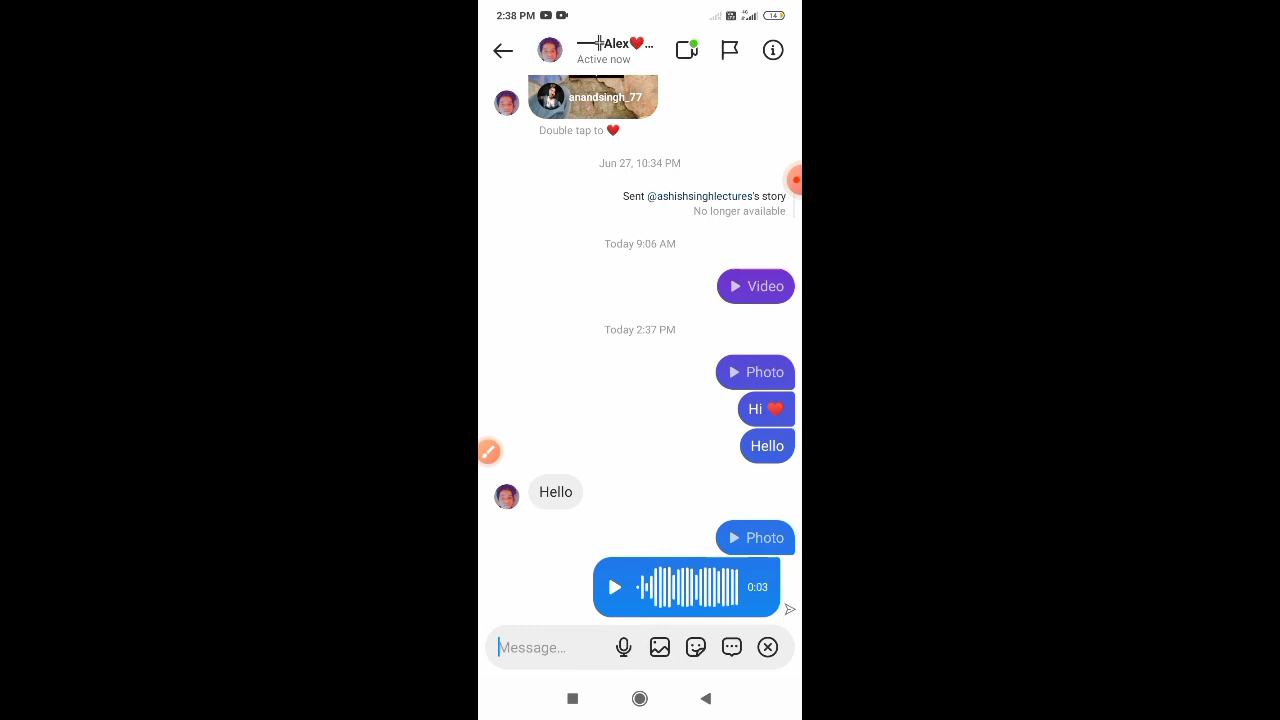 2:38 PM
14
Alex❤️...
Active now
anandsingh_77
Double tap to ❤️
Jun 27, 10:34 PM
Sent @ashishsinghlectures's story
No longer available
Today 9:06 AM
Video
Today 2:37 PM
Photo
Hi ❤️
Hello
Hello
Photo
0:03
Message...